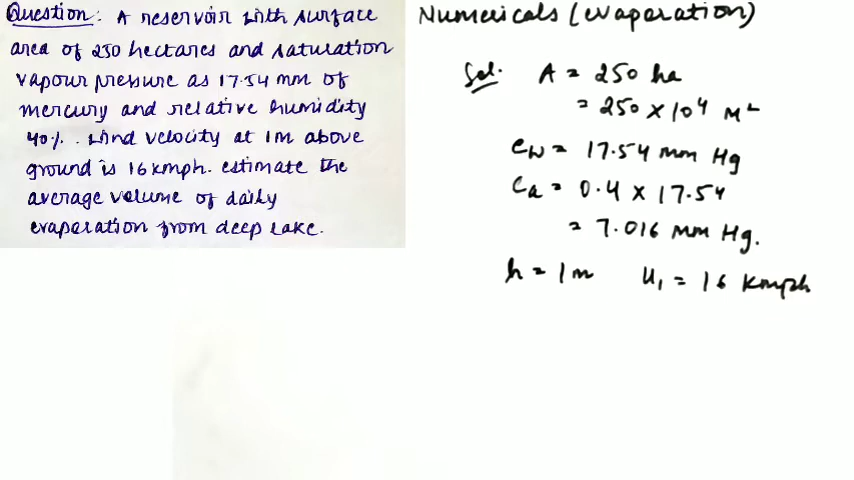 Question: A reservoir with surface
area of 250 hectares and saturation
vapour pressure as 17.54 mm of
mercury and relative humidity
40%. Wind velocity at 1m above
ground is 16 kmph. estimate the
average volume of daily
evaporation from deep lake.
Numericals (evaporation)
Sol. A = 250 ha
= 250 × 10⁴ M²
ew = 17.54 mm Hg
ea = 0.4 × 17.54
= 7.016 mm Hg.
h = 1m u₁ = 16 Kmph